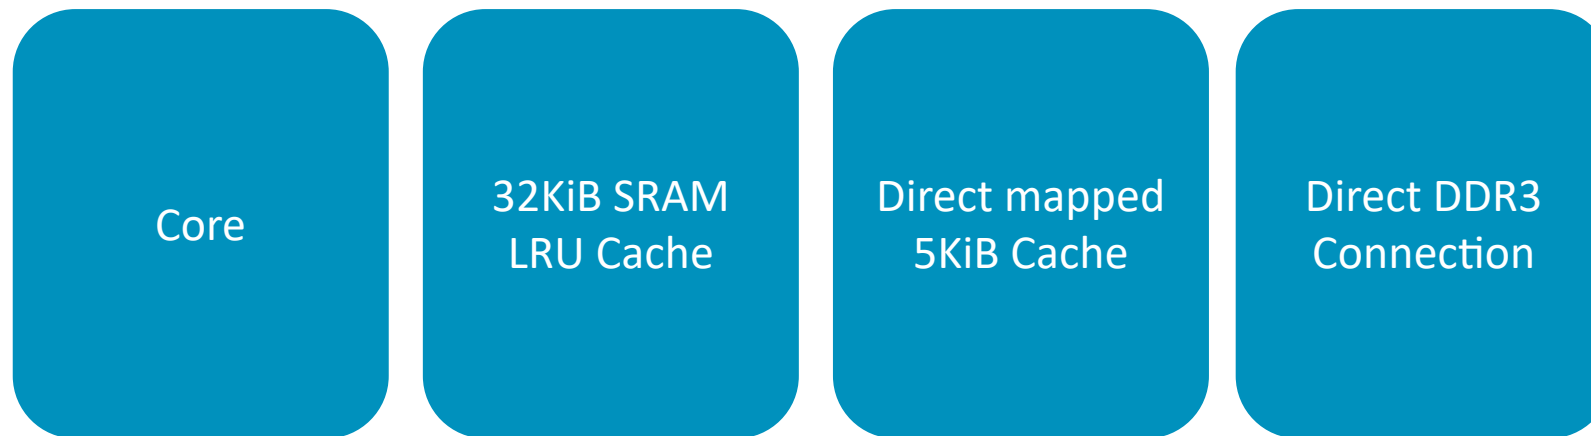 Core
32KiB SRAM
LRU Cache
Direct mapped
5KiB Cache
Direct DDR3
Connection